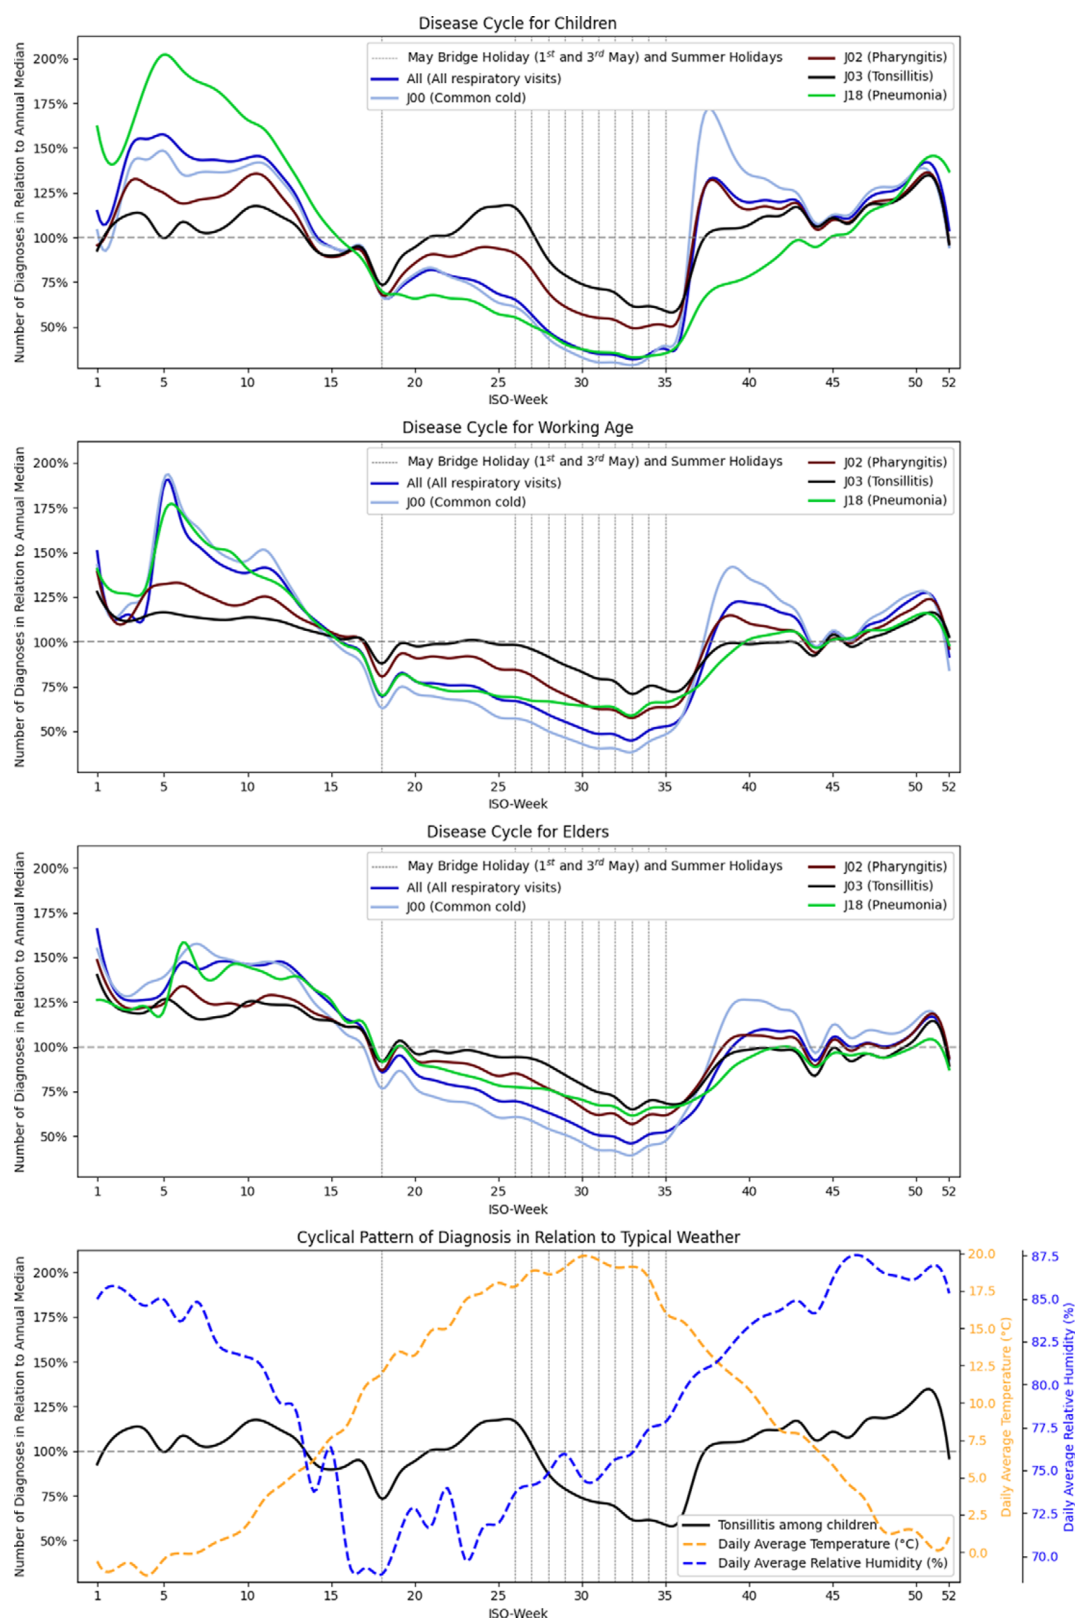 Disease Cycle for Children
Number of Diagnoses in Relation to Annual Median
200%
175%
150%
125%
100%
75%
50%
May Bridge Holiday (1st and 3rd May) and Summer Holidays
All (All respiratory visits)
J00 (Common cold)
J02 (Pharyngitis)
J03 (Tonsillitis)
J18 (Pneumonia)
1 5 10 15 20 25 30 35 40 45 50 52
ISO-Week
Disease Cycle for Working Age
Number of Diagnoses in Relation to Annual Median
200%
175%
150%
125%
100%
75%
50%
May Bridge Holiday (1st and 3rd May) and Summer Holidays
All (All respiratory visits)
J00 (Common cold)
J02 (Pharyngitis)
J03 (Tonsillitis)
J18 (Pneumonia)
1 5 10 15 20 25 30 35 40 45 50 52
ISO-Week
Disease Cycle for Elders
Number of Diagnoses in Relation to Annual Median
200%
175%
150%
125%
100%
75%
50%
May Bridge Holiday (1st and 3rd May) and Summer Holidays
All (All respiratory visits)
J00 (Common cold)
J02 (Pharyngitis)
J03 (Tonsillitis)
J18 (Pneumonia)
1 5 10 15 20 25 30 35 40 45 50 52
ISO-Week
Cyclical Pattern of Diagnosis in Relation to Typical Weather
Number of Diagnoses in Relation to Annual Median
200%
175%
150%
125%
100%
75%
50%
Tonsillitis among children
Daily Average Temperature (°C)
Daily Average Relative Humidity (%)
20.0
17.5
15.0
12.5
10.0
7.5
5.0
2.5
0.0
Daily Average Temperature (°C)
87.5
85.0
82.5
80.0
77.5
75.0
72.5
70.0
Daily Average Relative Humidity (%)
1 5 10 15 20 25 30 35 40 45 50 52
ISO-Week